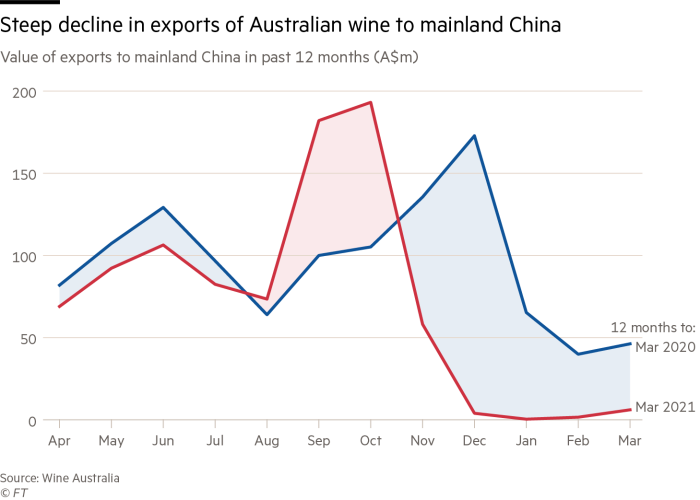 Steep decline in exports of Australian wine to mainland China
Value of exports to mainland China in past 12 months (A$m)
200
150
100
50
0
12 months to:
Mar 2020
Mar 2021
Apr May Jun Jul Aug Sep Oct Nov Dec Jan Feb Mar
Source: Wine Australia
© FT